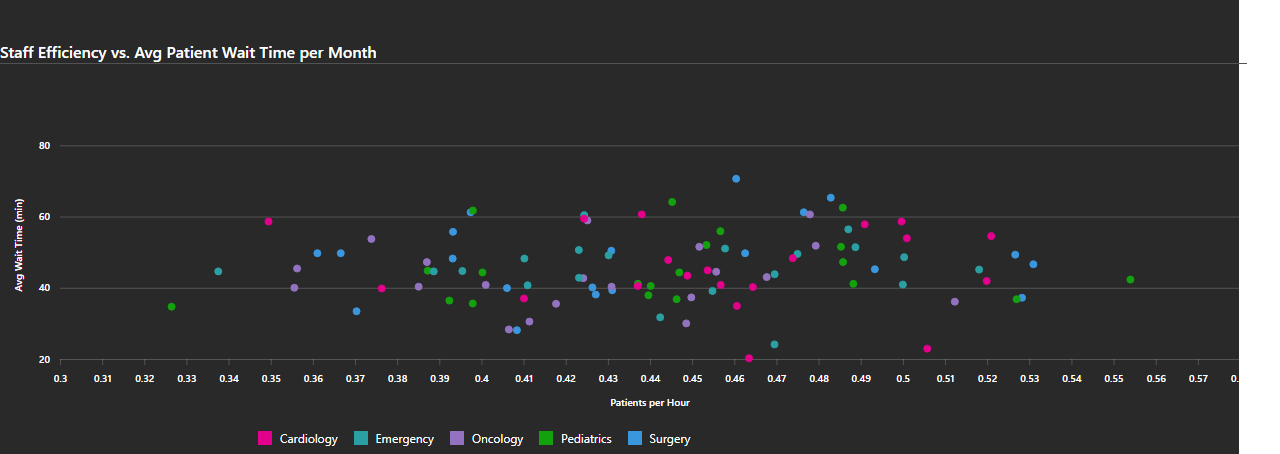 Staff Efficiency vs. Avg Patient Wait Time per Month
80
60
40
20
Avg Wait Time (min)
0.3 0.31 0.32 0.33 0.34 0.35 0.36 0.37 0.38 0.39 0.4 0.41 0.42 0.43 0.44 0.45 0.46 0.47 0.48 0.49 0.5 0.51 0.52 0.53 0.54 0.55 0.56 0.57
Patients per Hour
Cardiology Emergency Oncology Pediatrics Surgery